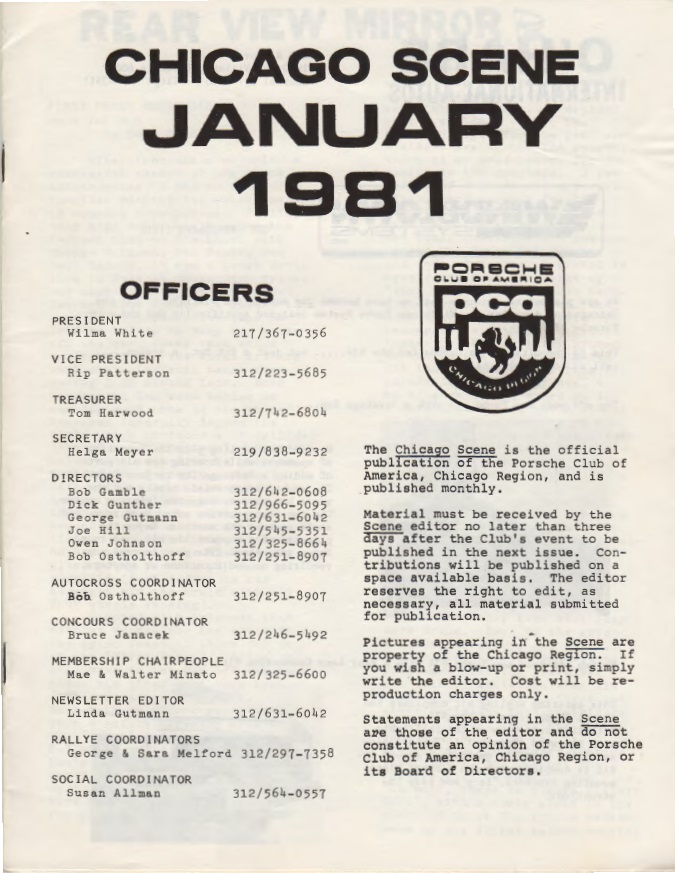 CHICAGO SCENE
JANUARY
1981
OFFICERS
PRESIDENT
Wilma White 217/367-0356
VICE PRESIDENT
Rip Patterson 312/223-5685
TREASURER
Tom Harwood 312/742-6804
SECRETARY
Helga Meyer 219/838-9232
DIRECTORS
Bob Gamble 312/642-0608
Dick Gunther 312/966-5095
George Gutmann 312/631-6042
Joe Hill 312/545-5351
Owen Johnson 312/325-8664
Bob Ostholthoff 312/251-8907
AUTOCROSS COORDINATOR
Bob Ostholthoff 312/251-8907
CONCOURS COORDINATOR
Bruce Janacek 312/246-5492
MEMBERSHIP CHAIRPEOPLE
Mae & Walter Minato 312/325-6600
NEWSLETTER EDITOR
Linda Gutmann 312/631-6042
RALLYE COORDINATORS
George & Sara Melford 312/297-7358
SOCIAL COORDINATOR
Susan Allman 312/564-0557
PORSCHE
CLUB OF AMERICA
pca
CHICAGO REGION
The Chicago Scene is the official
publication of the Porsche Club of
America, Chicago Region, and is
published monthly.
Material must be received by the
Scene editor no later than three
days after the Club's event to be
published in the next issue. Con-
tributions will be published on a
space available basis. The editor
reserves the right to edit, as
necessary, all material submitted
for publication.
Pictures appearing in the Scene are
property of the Chicago Region. If
you wish a blow-up or print, simply
write the editor. Cost will be re-
production charges only.
Statements appearing in the Scene
are those of the editor and do not
constitute an opinion of the Porsche
Club of America, Chicago Region, or
its Board of Directors.